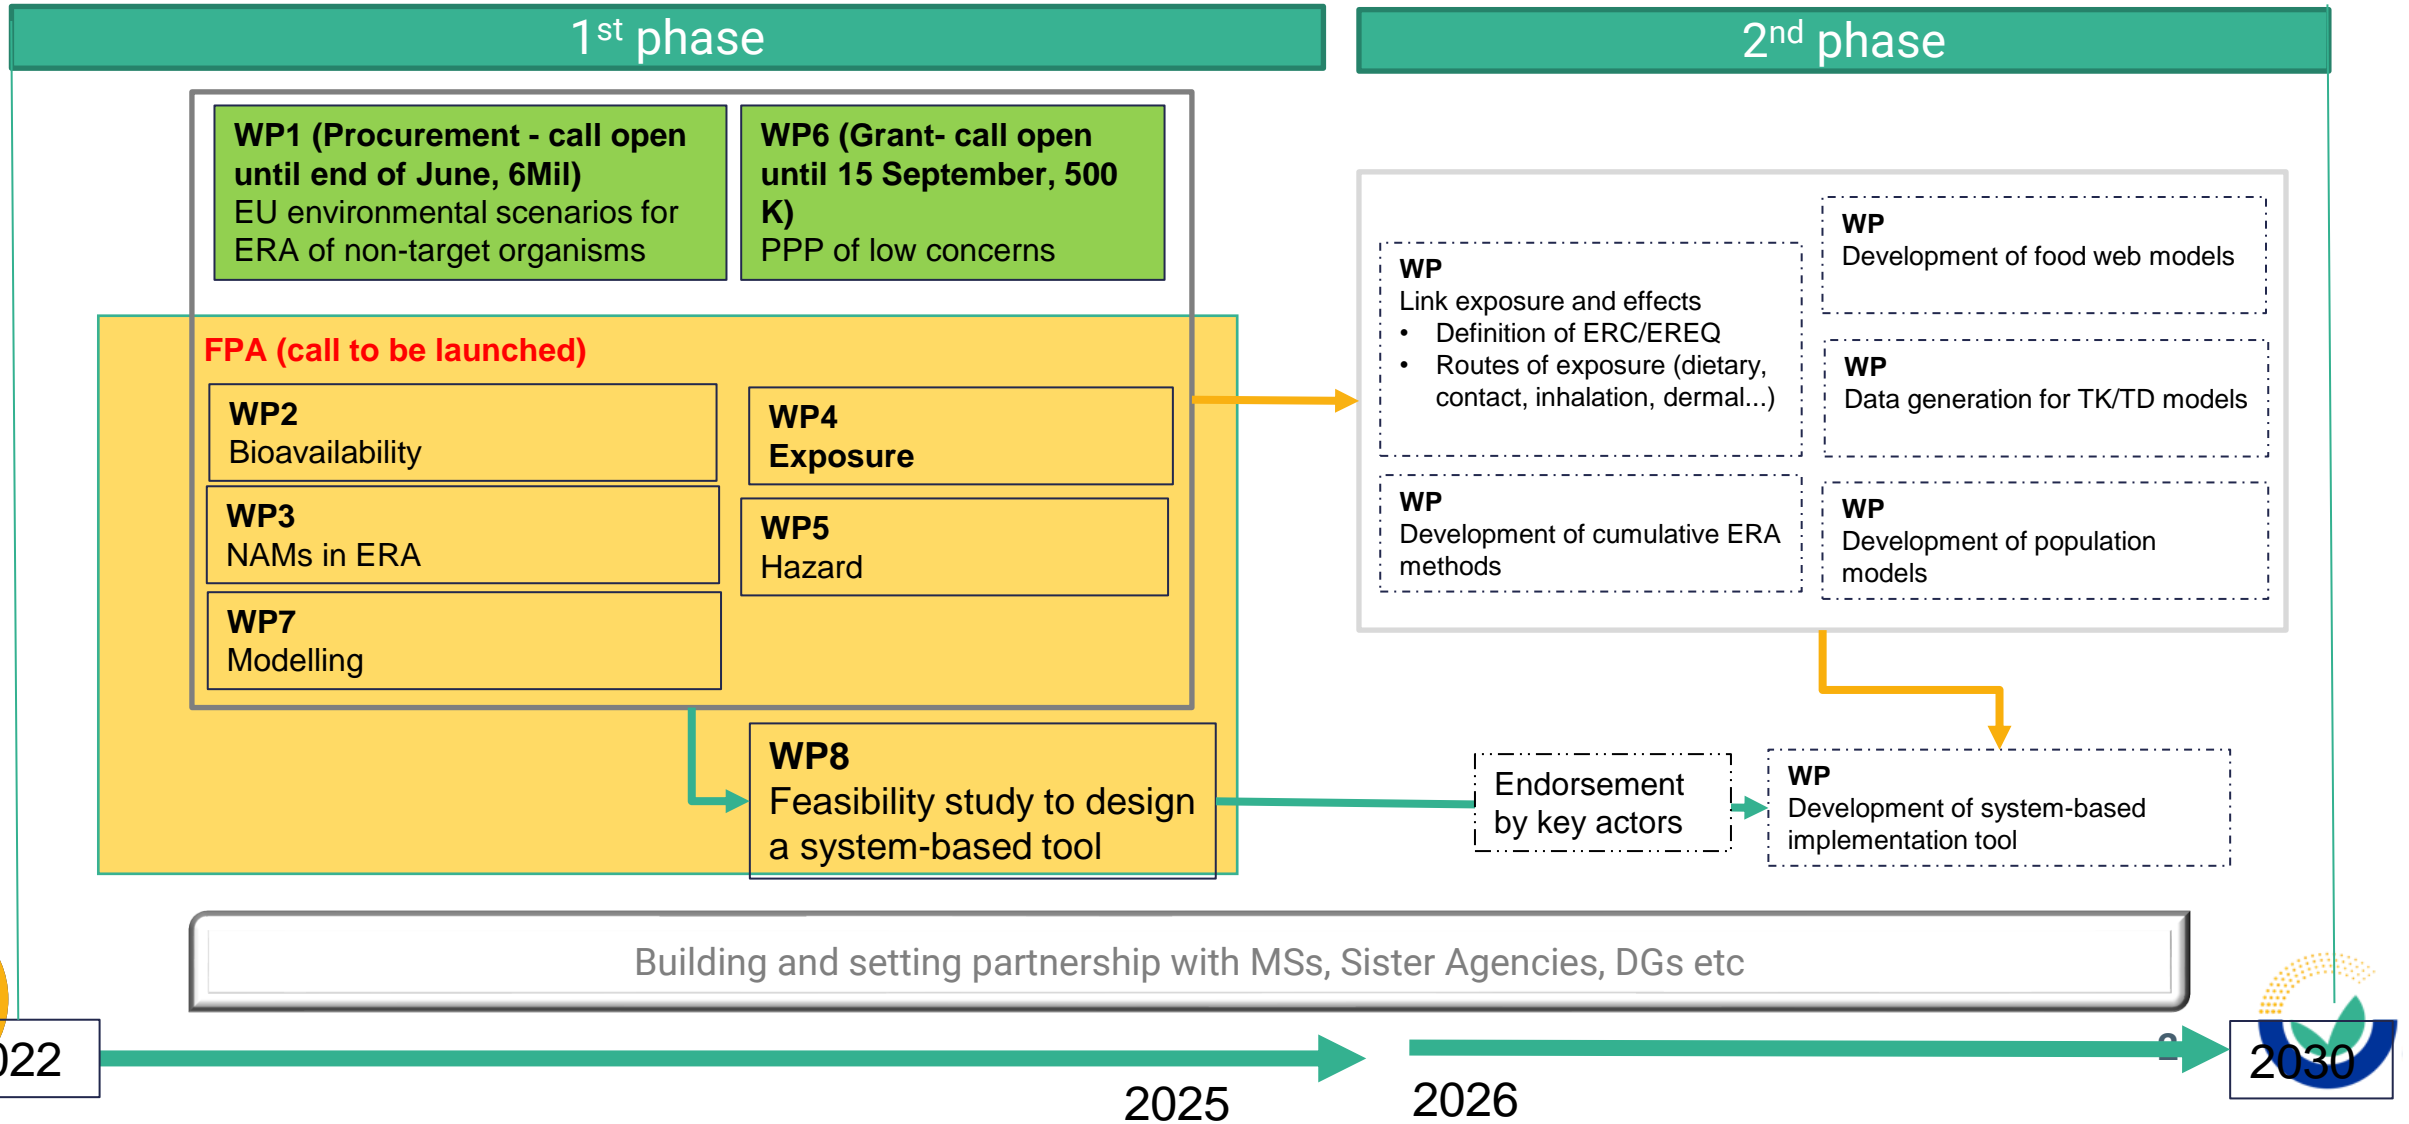 1st phase
2nd phase
WP1 (Procurement - call open
until end of June, 6Mil)
EU environmental scenarios for
ERA of non-target organisms
WP6 (Grant- call open
until 15 September, 500
K)
PPP of low concerns
FPA (call to be launched)
WP2
Bioavailability
WP3
NAMs in ERA
WP7
Modelling
WP4
Exposure
WP5
Hazard
WP8
Feasibility study to design
a system-based tool
WP
Link exposure and effects
• Definition of ERC/EREQ
• Routes of exposure (dietary,
contact, inhalation, dermal...)
WP
Development of cumulative ERA
methods
WP
Development of food web models
WP
Data generation for TK/TD models
WP
Development of population
models
Endorsement
by key actors
WP
Development of system-based
implementation tool
Building and setting partnership with MSs, Sister Agencies, DGs etc
022
2025
2026
2030